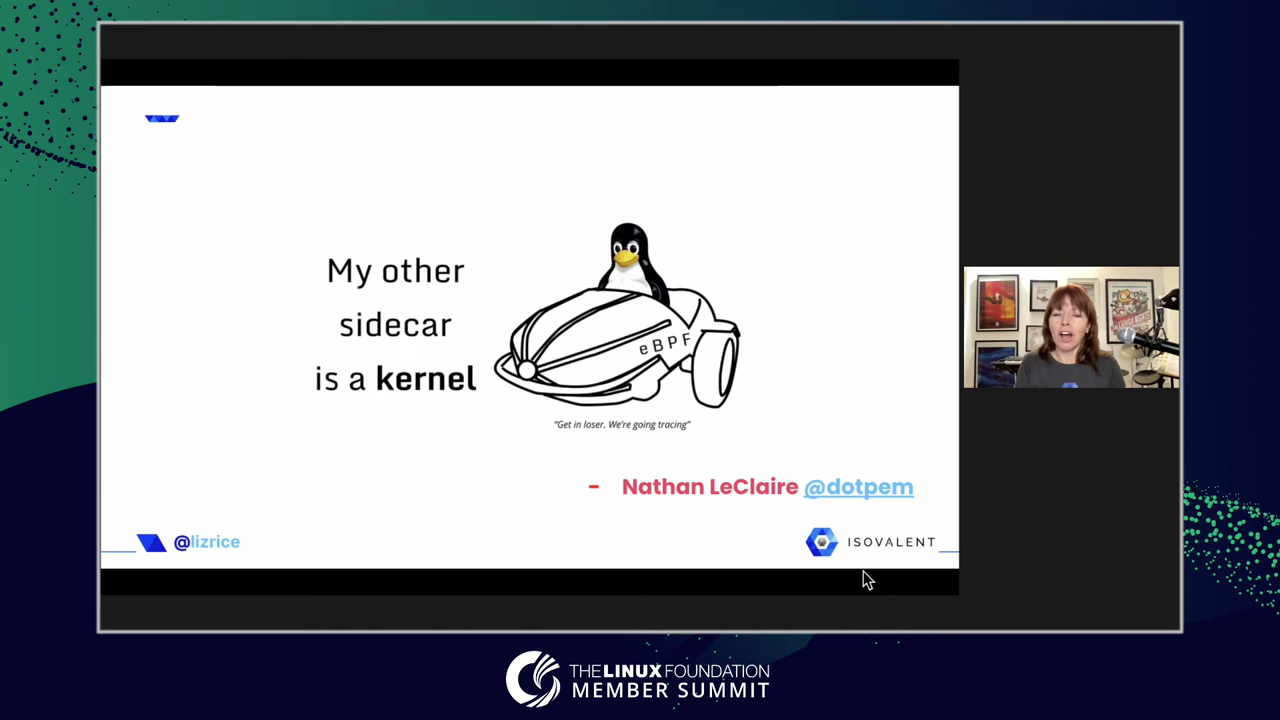 My other
sidecar
is a kernel
eBPF
"Get in loser. We're going tracing"
- Nathan LeClaire @dotpem
@lizrice
ISOVALENT
THE LINUX FOUNDATION
MEMBER SUMMIT